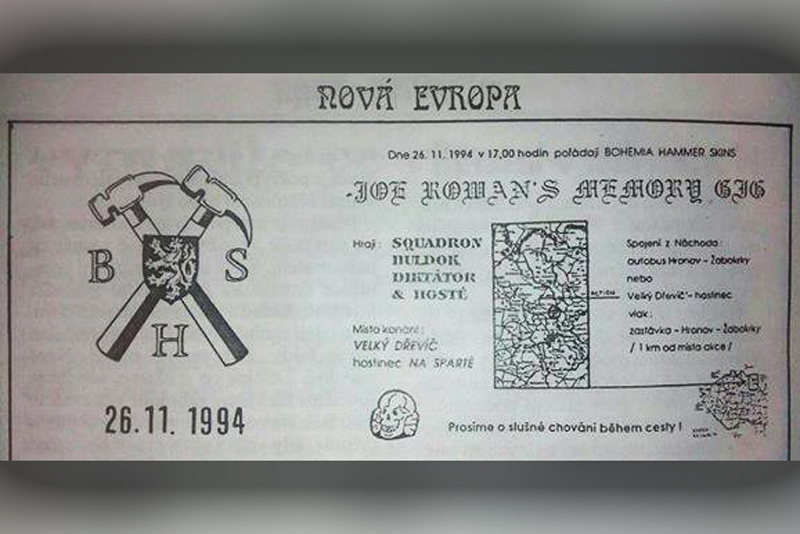 NOVÁ EVROPA
Dne 26. 11. 1994 v 17,00 hodin pořádají BOHEMIA HAMMER SKINS
-JOE ROWAN'S MEMORY GIG
B S
H
26.11. 1994
Hrají: SQUADRON
BULDOK
DIKTÁTOR
& HOSTÉ
Místo konání:
VELKÝ DŘEVÍČ
hostinec NA SPARTĚ
Spojení z Náchoda:
autobus Hronov - Žabokrky
nebo
Velký Dřevíč - hostinec
vlak:
zastávka - Hronov - Žabokrky
/ 1 km od místa akce /
Prosíme o slušné chování během cesty !